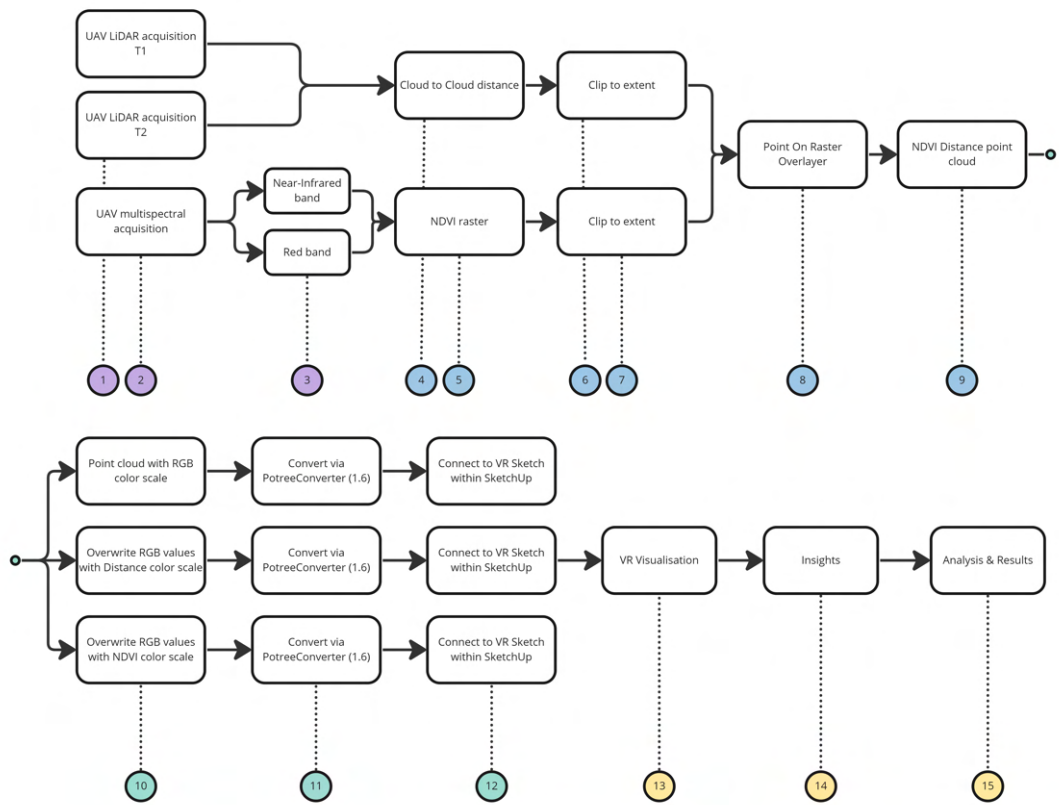 UAV LiDAR acquisition
T1
UAV LiDAR acquisition
T2
Cloud to Cloud distance
Clip to extent
Point On Raster
Overlayer
NDVI Distance point
cloud
UAV multispectral
acquisition
Near-Infrared
band
Red band
NDVI raster
Clip to extent
1
2
3
4
5
6
7
8
9
Point cloud with RGB
color scale
Convert via
PotreeConverter (1.6)
Connect to VR Sketch
within SketchUp
Overwrite RGB values
with Distance color scale
Convert via
PotreeConverter (1.6)
Connect to VR Sketch
within SketchUp
VR Visualisation
Insights
Analysis & Results
Overwrite RGB values
with NDVI color scale
Convert via
PotreeConverter (1.6)
Connect to VR Sketch
within SketchUp
10
11
12
13
14
15